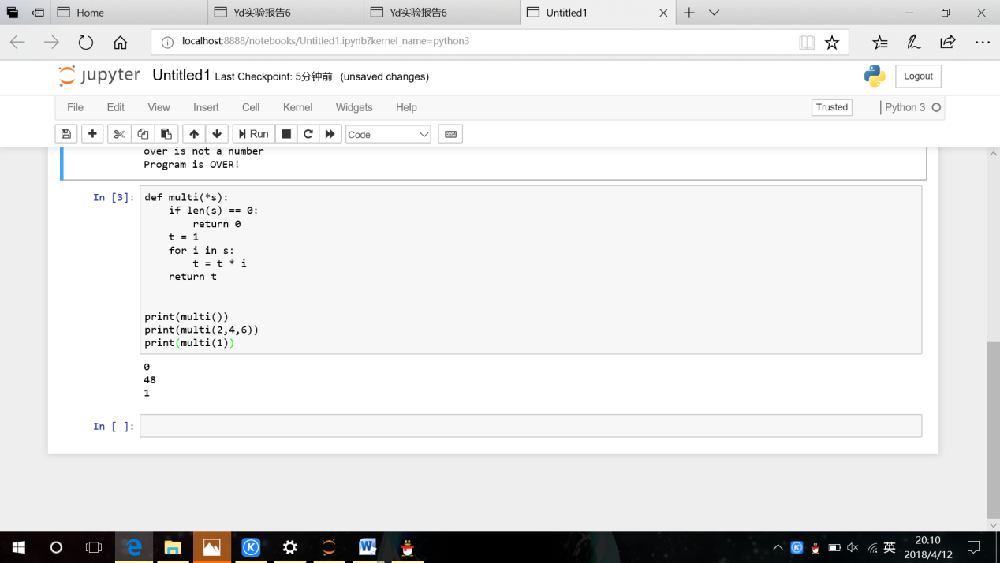 Home
Yd实验报告6
Yd实验报告6
Untitled1
localhost:8888/notebooks/Untitled1.ipynb?kernel_name=python3
jupyter Untitled1 Last Checkpoint: 5分钟前 (unsaved changes)
Logout
File Edit View Insert Cell Kernel Widgets Help
Trusted
Python 3
Run
Code
over is not a number
Program is OVER!
In [3]:
def multi(*s):
    if len(s) == 0:
        return 0
    t = 1
    for i in s:
        t = t * i
    return t
print(multi())
print(multi(2,4,6))
print(multi(1))
0
48
1
In [ ]:
英
20:10
2018/4/12